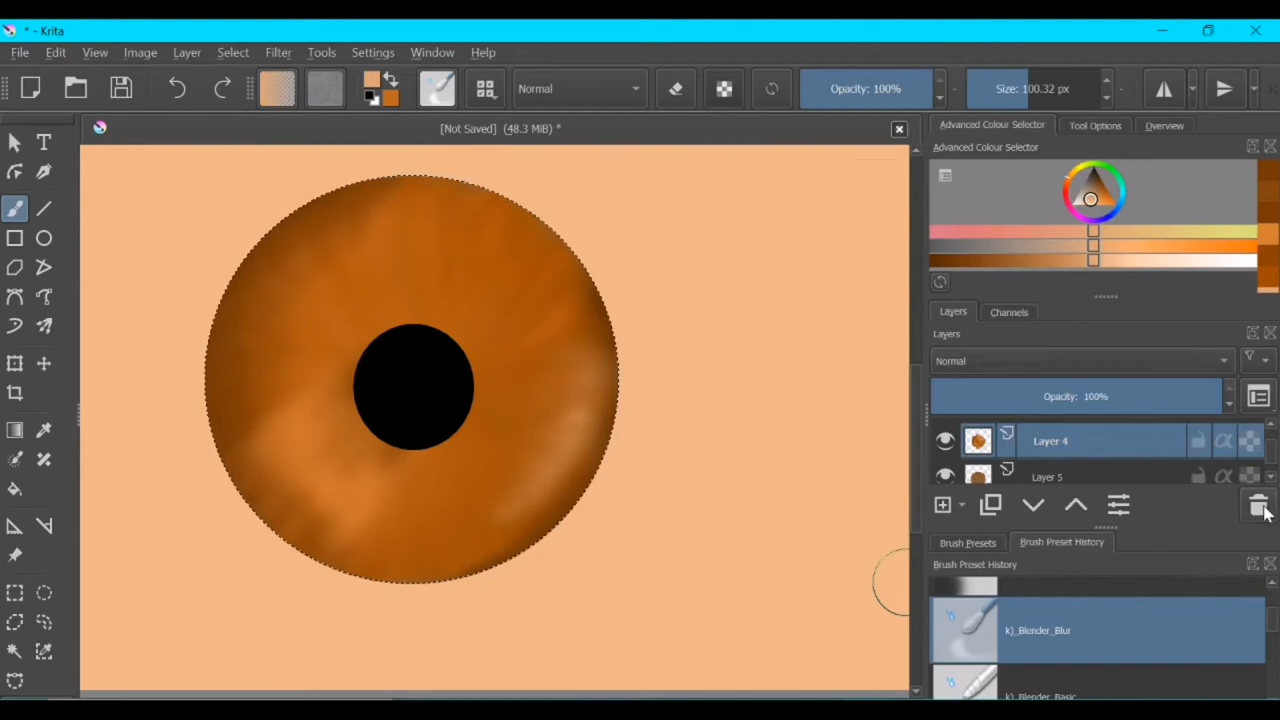 * - Krita
File Edit View Image Layer Select Filter Tools Settings Window Help
Normal Opacity: 100% Size: 100.32 px
[Not Saved] (48.3 MiB) *
Advanced Colour Selector Tool Options Overview
Advanced Colour Selector
Layers Channels
Layers
Normal
Opacity: 100%
Layer 4
Layer 5
Brush Presets Brush Preset History
Brush Preset History
k)_Blender_Blur
k)_Blender_Basic